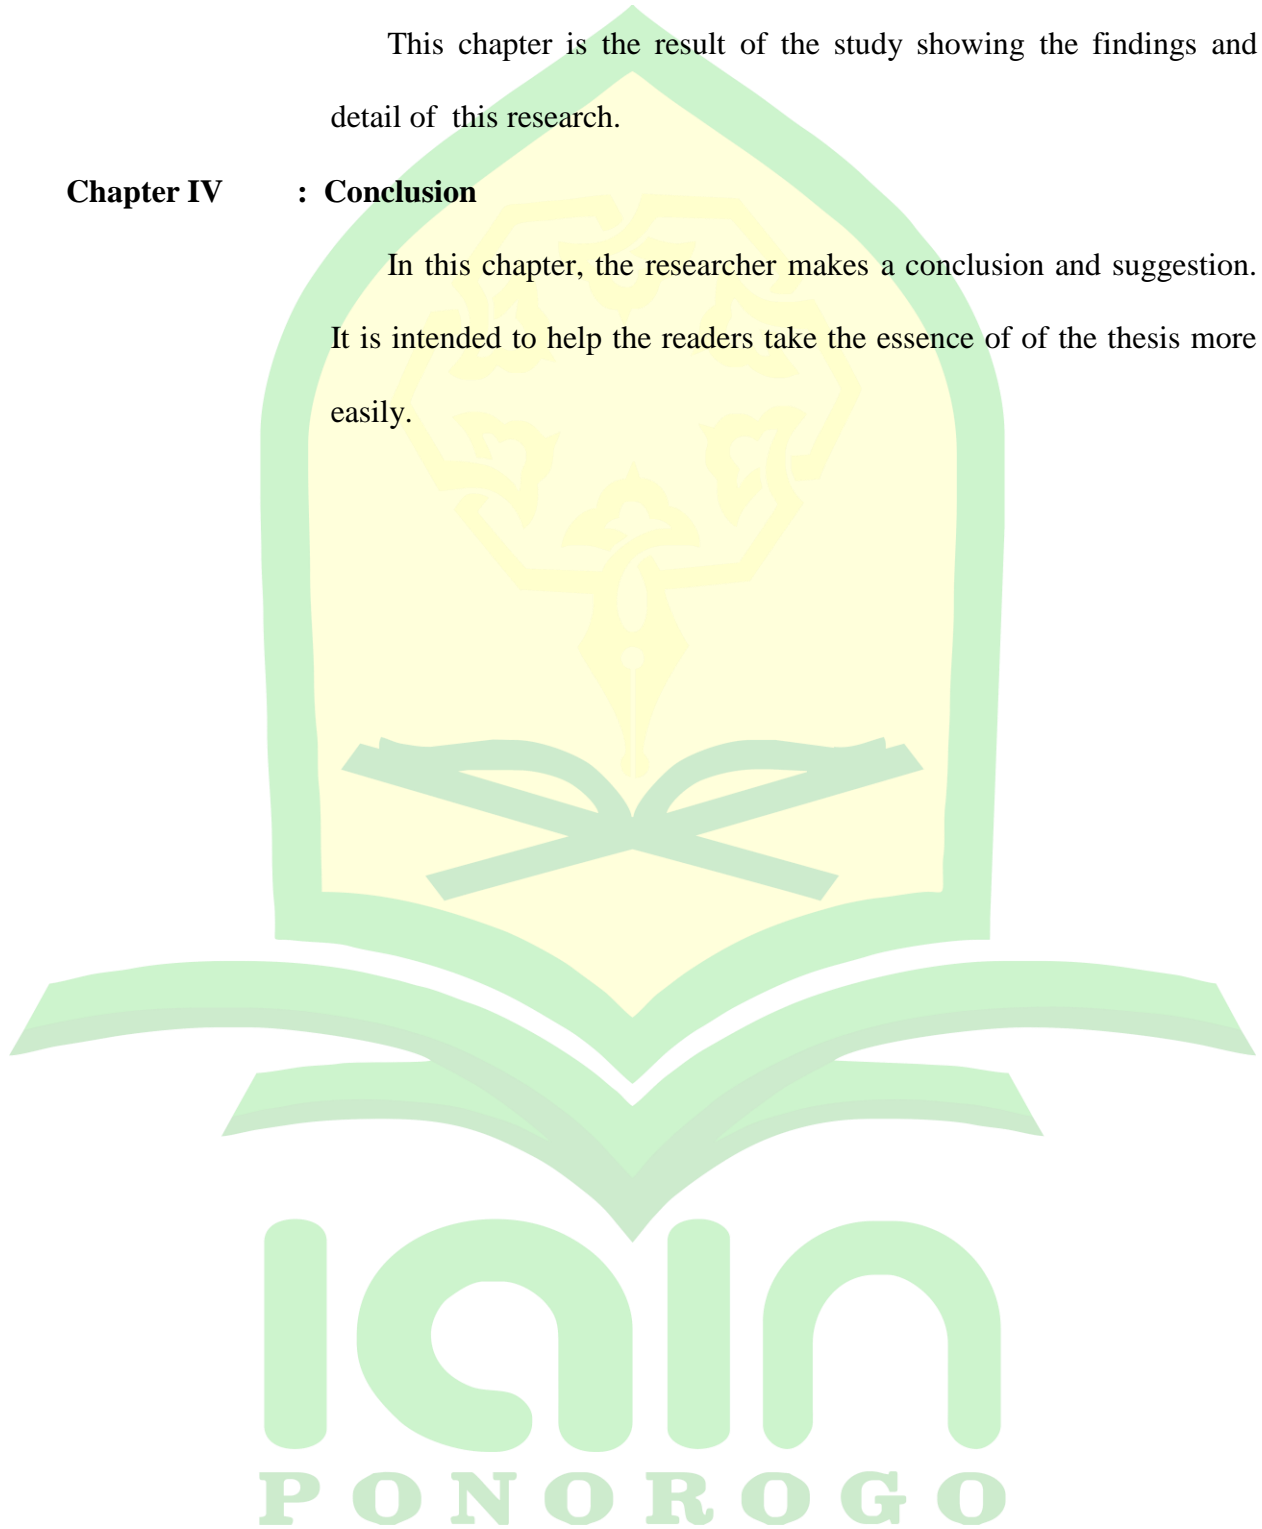 This chapter is the result of the study showing the findings and
detail of this research.
Chapter IV : Conclusion
In this chapter, the researcher makes a conclusion and suggestion.
It is intended to help the readers take the essence of of the thesis more
easily.
iain
PONOROGO